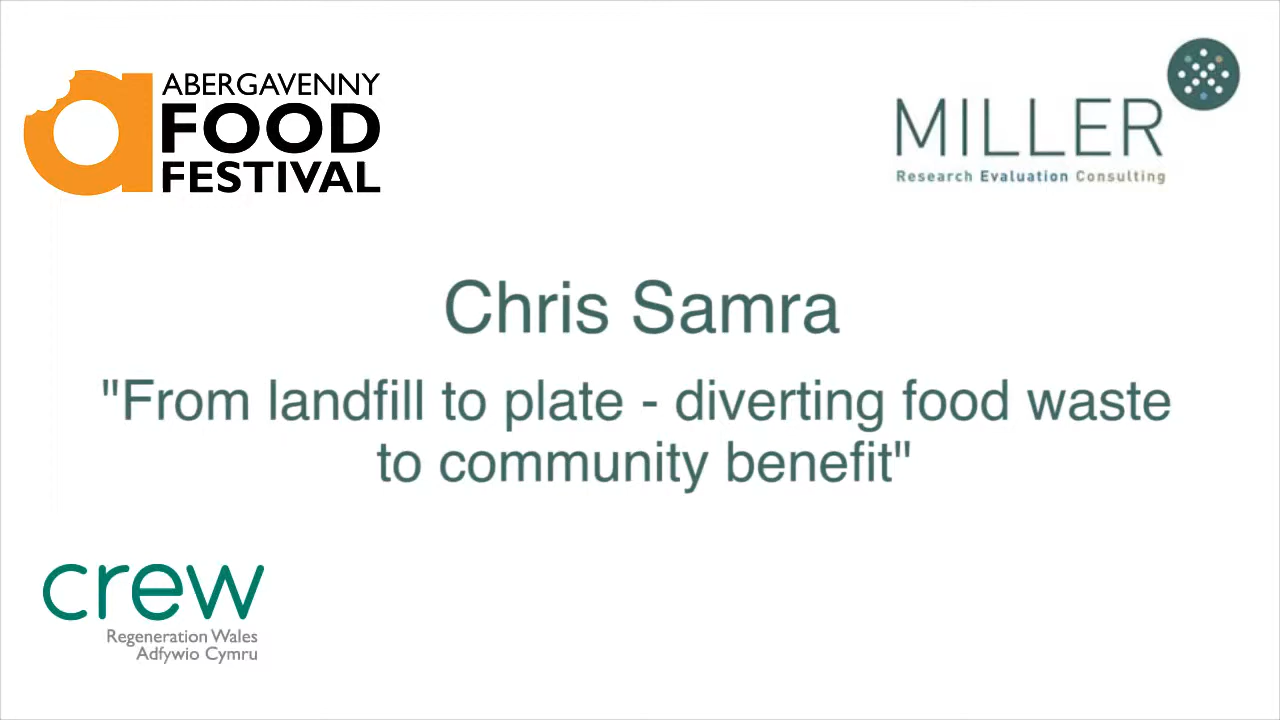 ABERGAVENNY
FOOD
FESTIVAL
MILLER
Research Evaluation Consulting
Chris Samra
"From landfill to plate - diverting food waste
to community benefit"
crew
Regeneration Wales
Adfywio Cymru